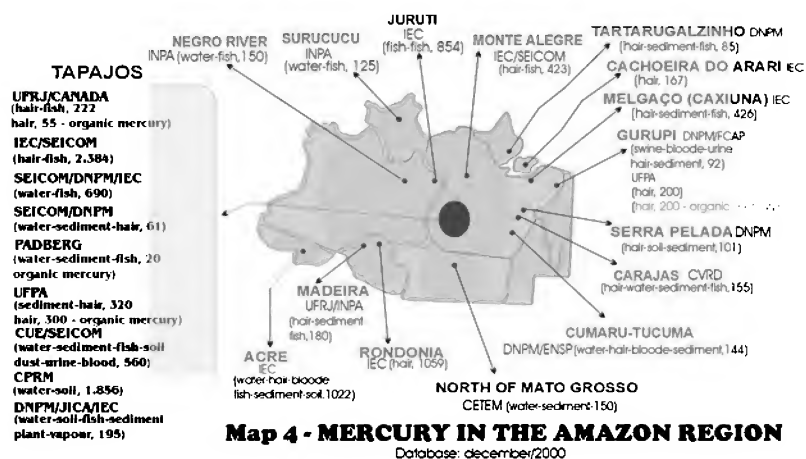 TAPAJOS
UFRJ/CANADA
(hair-fish, 222
hair, 55 - organic mercury)
IEC/SEICOM
(hair-fish, 2.384)
SEICOM/DNPM/IEC
(water-fish, 690)
SEICOM/DNPM
(water-sediment-hair, 61)
PADBERG
(water-sediment-fish, 20
organic mercury)
UFPA
(sediment-hair, 320
hair, 300 - organic mercury)
CUE/SEICOM
(water-sediment-fish-soil
dust-urine-blood, 560)
CPRM
(water-soil, 1.856)
DNPM/JICA/IEC
(water-soil-fish-sediment
plant-vapour, 195)
NEGRO RIVER
INPA (water-fish,150)
SURUCUCU
INPA
(water-fish, 125)
JURUTI
IEC
(fish-fish, 854)
MONTE ALEGRE
IEC/SEICOM
(hair-fish, 423)
TARTARUGALZINHO DNPM
(hair-sediment-fish, 85)
CACHOEIRA DO ARARI IEC
(hair, 167)
MELGAÇO (CAXIUNA) IEC
(hair-sediment-fish, 426)
GURUPI DNPM/FCAP
(swine-bloode-urine
hair-sediment, 92)
UFPA
(hair, 200)
(hair, 200 - organic
SERRA PELADA DNPM
(hair-soil-sediment,101)
CARAJAS CVRD
(hair-water-sediment-fish,155)
CUMARU-TUCUMA
DNPM/ENSP(water-hair-bloode-sediment,144)
NORTH OF MATO GROSSO
CETEM (water-sediment-150)
RONDONIA
IEC (hair, 1059)
MADEIRA
UFRJ/INPA
(hair-sediment
fish,180)
ACRE
IEC
(water-hair-bloode
fish-sediment-soil.1022)
Map 4 - MERCURY IN THE AMAZON REGION
Database: december/2000